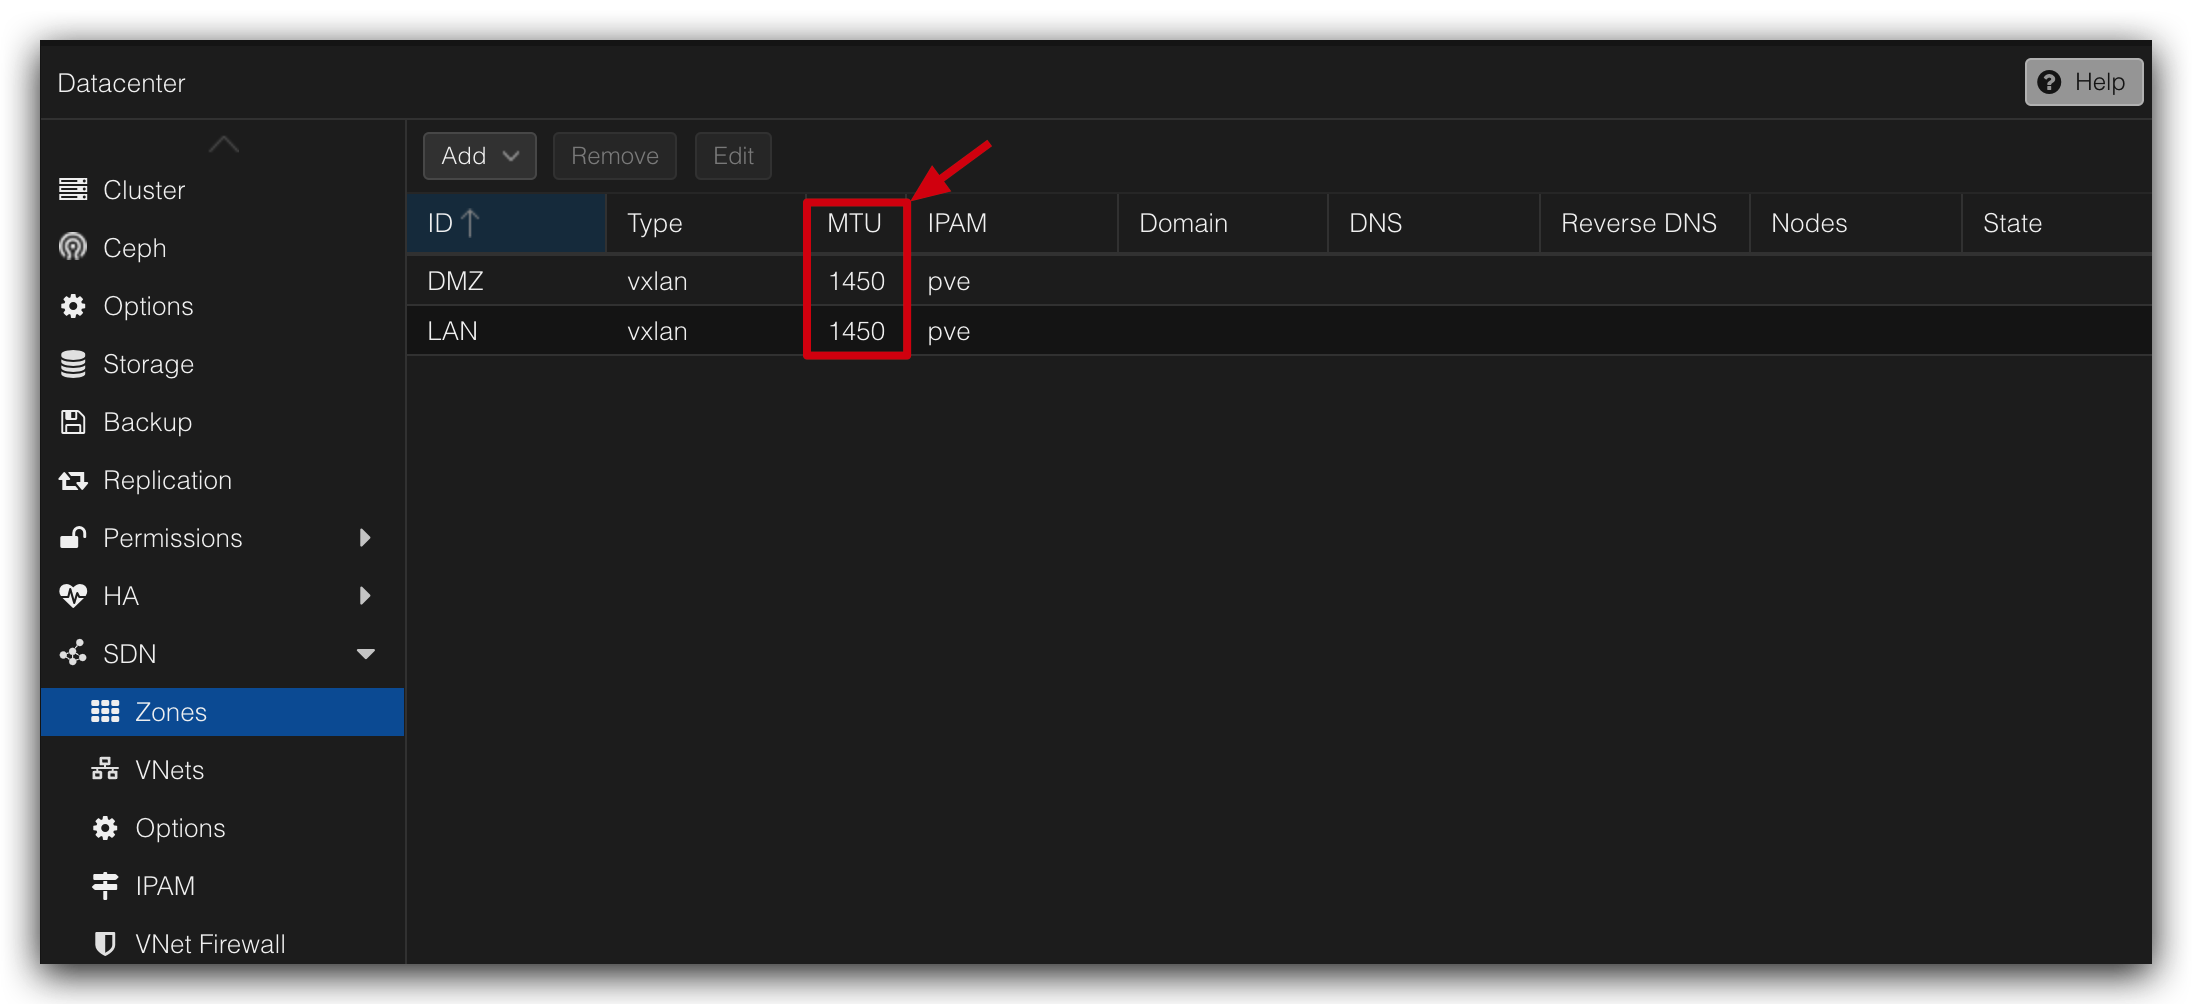 Datacenter
Help
Cluster
Ceph
Options
Storage
Backup
Replication
Permissions
HA
SDN
Zones
VNets
Options
IPAM
VNet Firewall
Add Remove Edit
ID Type MTU IPAM Domain DNS Reverse DNS Nodes State
DMZ vxlan 1450 pve
LAN vxlan 1450 pve